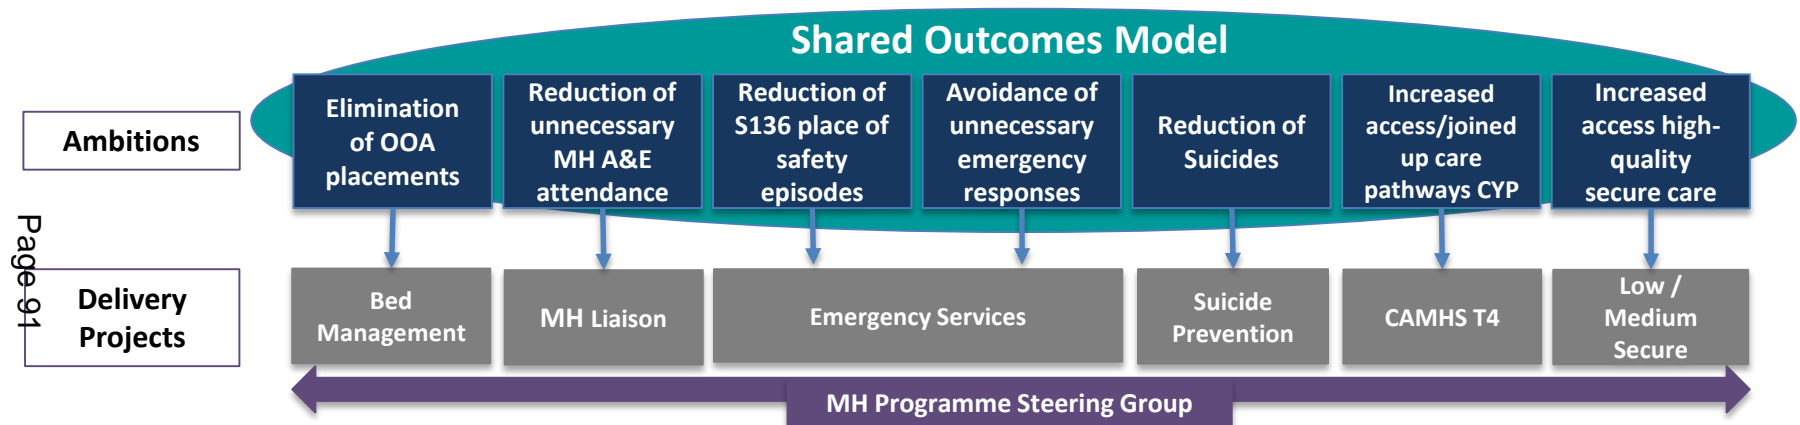 Shared Outcomes Model
Ambitions
Elimination
of OOA
placements
Reduction of
unnecessary
MH A&E
attendance
Reduction of
S136 place of
safety
episodes
Avoidance of
unnecessary
emergency
responses
Reduction of
Suicides
Increased
access/joined
up care
pathways CYP
Increased
access high-
quality
secure care
Page 91
Delivery
Projects
Bed
Management
MH Liaison
Emergency Services
Suicide
Prevention
CAMHS T4
Low /
Medium
Secure
MH Programme Steering Group